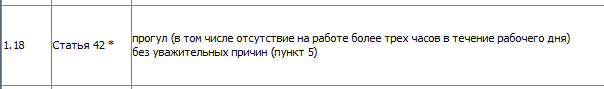 1.18
Статья 42 *
прогул (в том числе отсутствие на работе более трех часов в течение рабочего дня)
без уважительных причин (пункт 5)